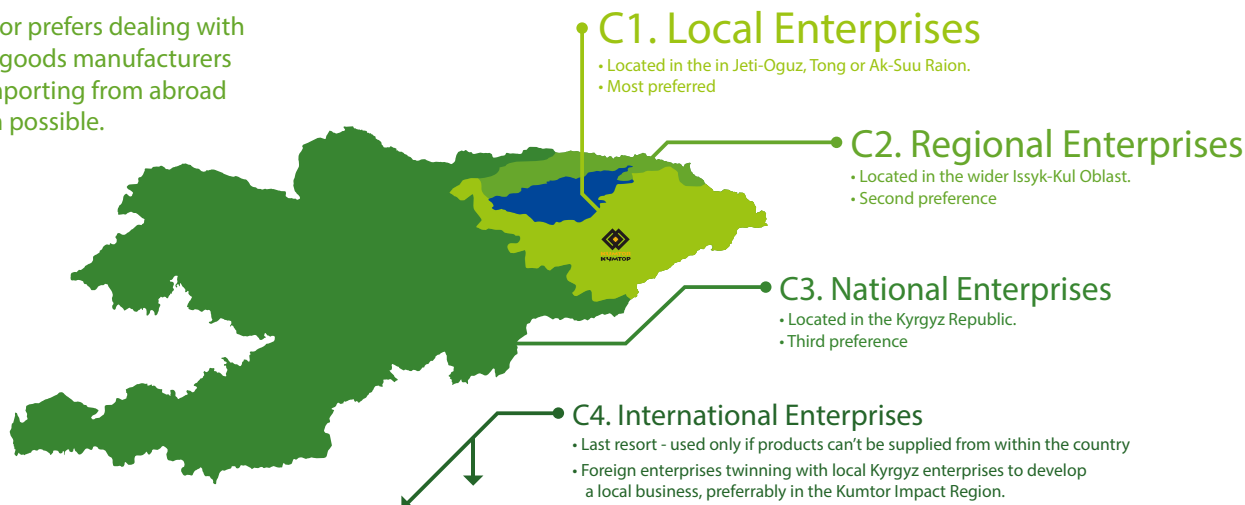 or prefers dealing with
goods manufacturers
porting from abroad
possible.
C1. Local Enterprises
• Located in the in Jeti-Oguz, Tong or Ak-Suu Raion.
• Most preferred
C2. Regional Enterprises
• Located in the wider Issyk-Kul Oblast.
• Second preference
КУМТОР
C3. National Enterprises
• Located in the Kyrgyz Republic.
• Third preference
C4. International Enterprises
• Last resort - used only if products can’t be supplied from within the country
• Foreign enterprises twinning with local Kyrgyz enterprises to develop
a local business, preferrably in the Kumtor Impact Region.